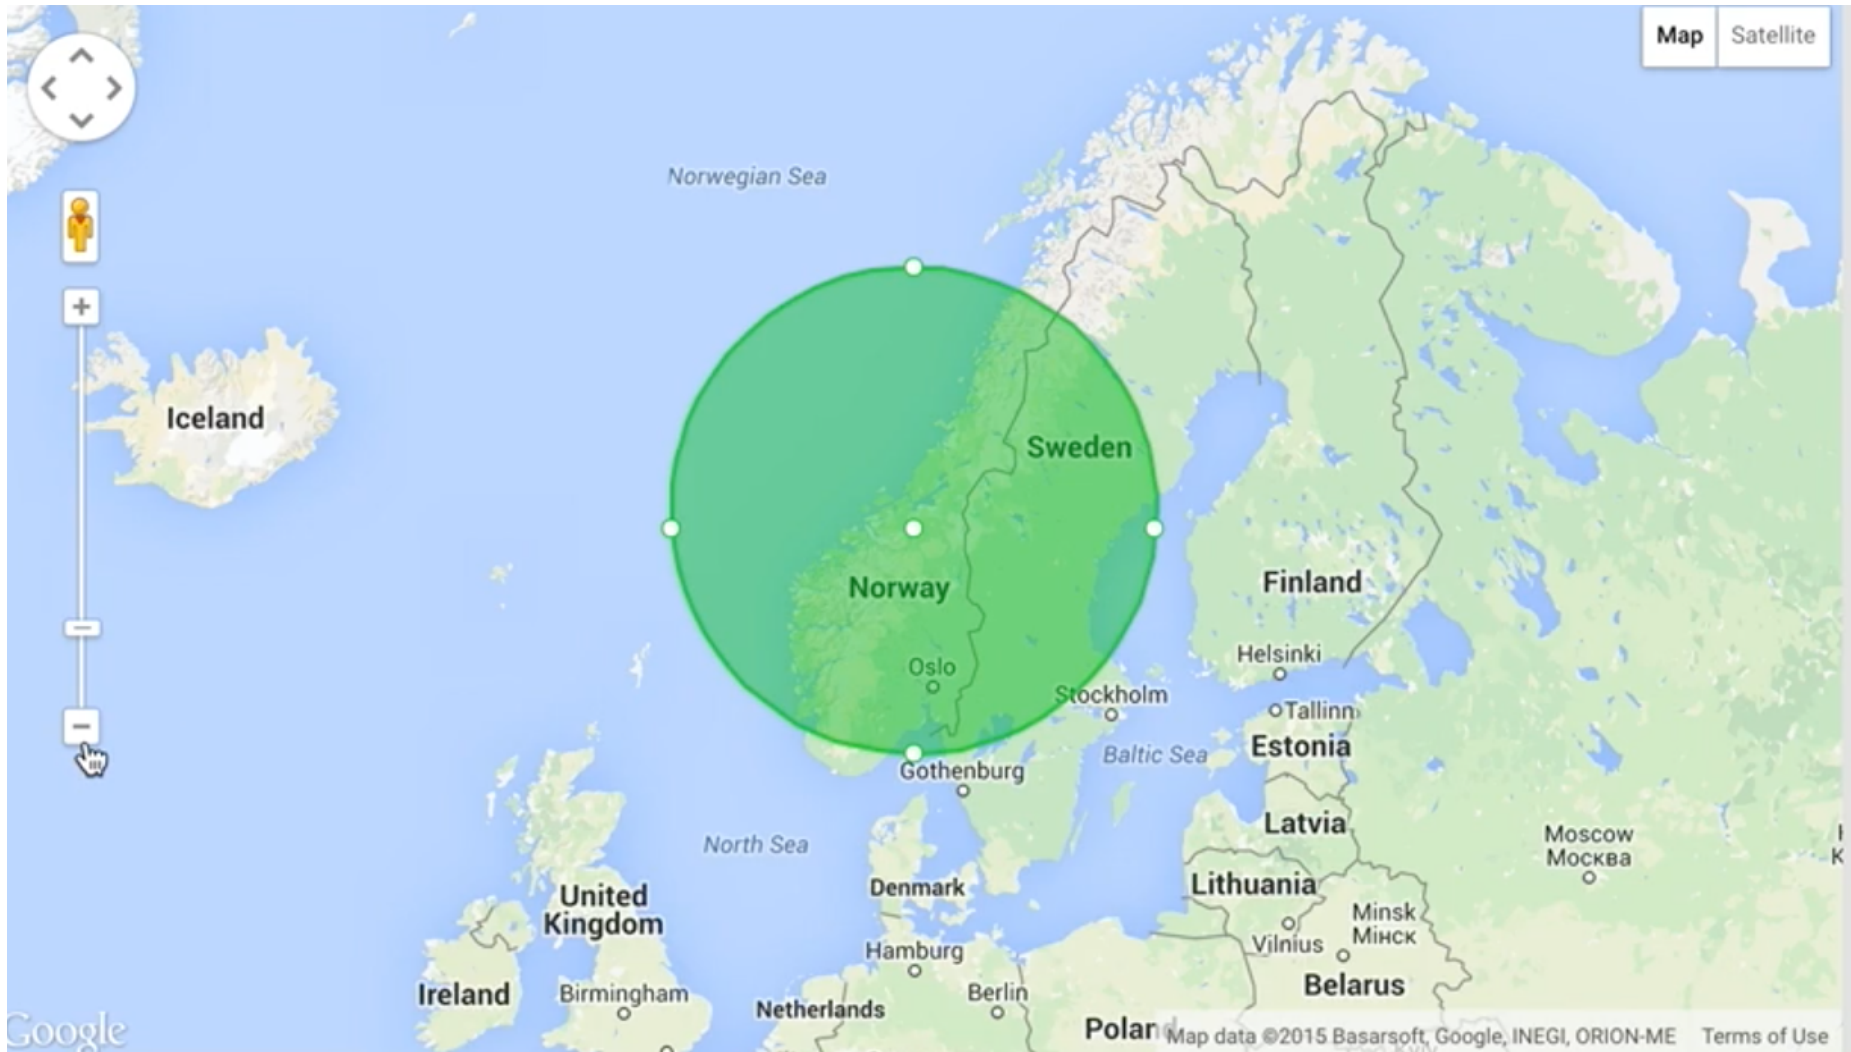 Map
Satellite
Norwegian Sea
+
Iceland
Sweden
Norway
Finland
Oslo
Helsinki
Stockholm
Tallinn
Baltic Sea
Estonia
Gothenburg
North Sea
Latvia
Moscow
Москва
Denmark
Lithuania
United
Kingdom
Minsk
Мінск
Vilnius
Hamburg
Belarus
Ireland
Birmingham
Netherlands
Berlin
Google
Map data ©2015 Basarsoft, Google, INEGI, ORION-ME
Terms of Use